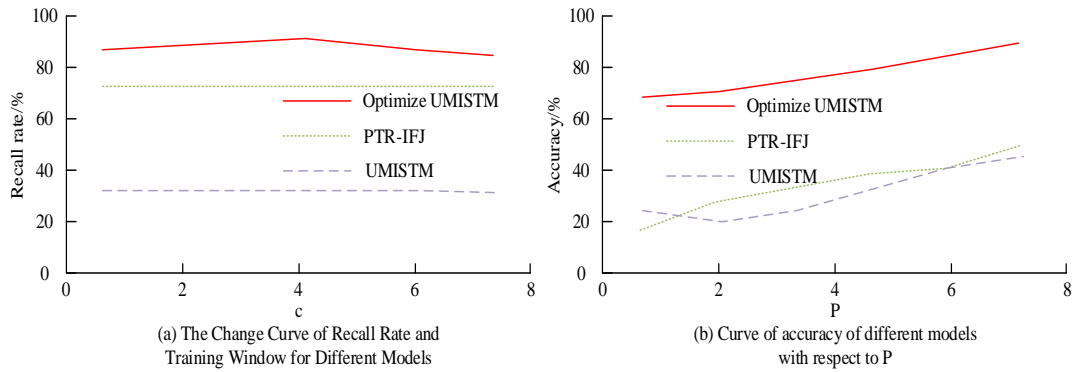 100
80
60
40
20
0
Recall rate/%
Optimize UMISTM
PTR-IFJ
UMISTM
0 2 4 6 8
c
(a) The Change Curve of Recall Rate and
Training Window for Different Models
100
80
60
40
20
0
Accuracy/%
Optimize UMISTM
PTR-IFJ
UMISTM
0 2 4 6 8
P
(b) Curve of accuracy of different models
with respect to P